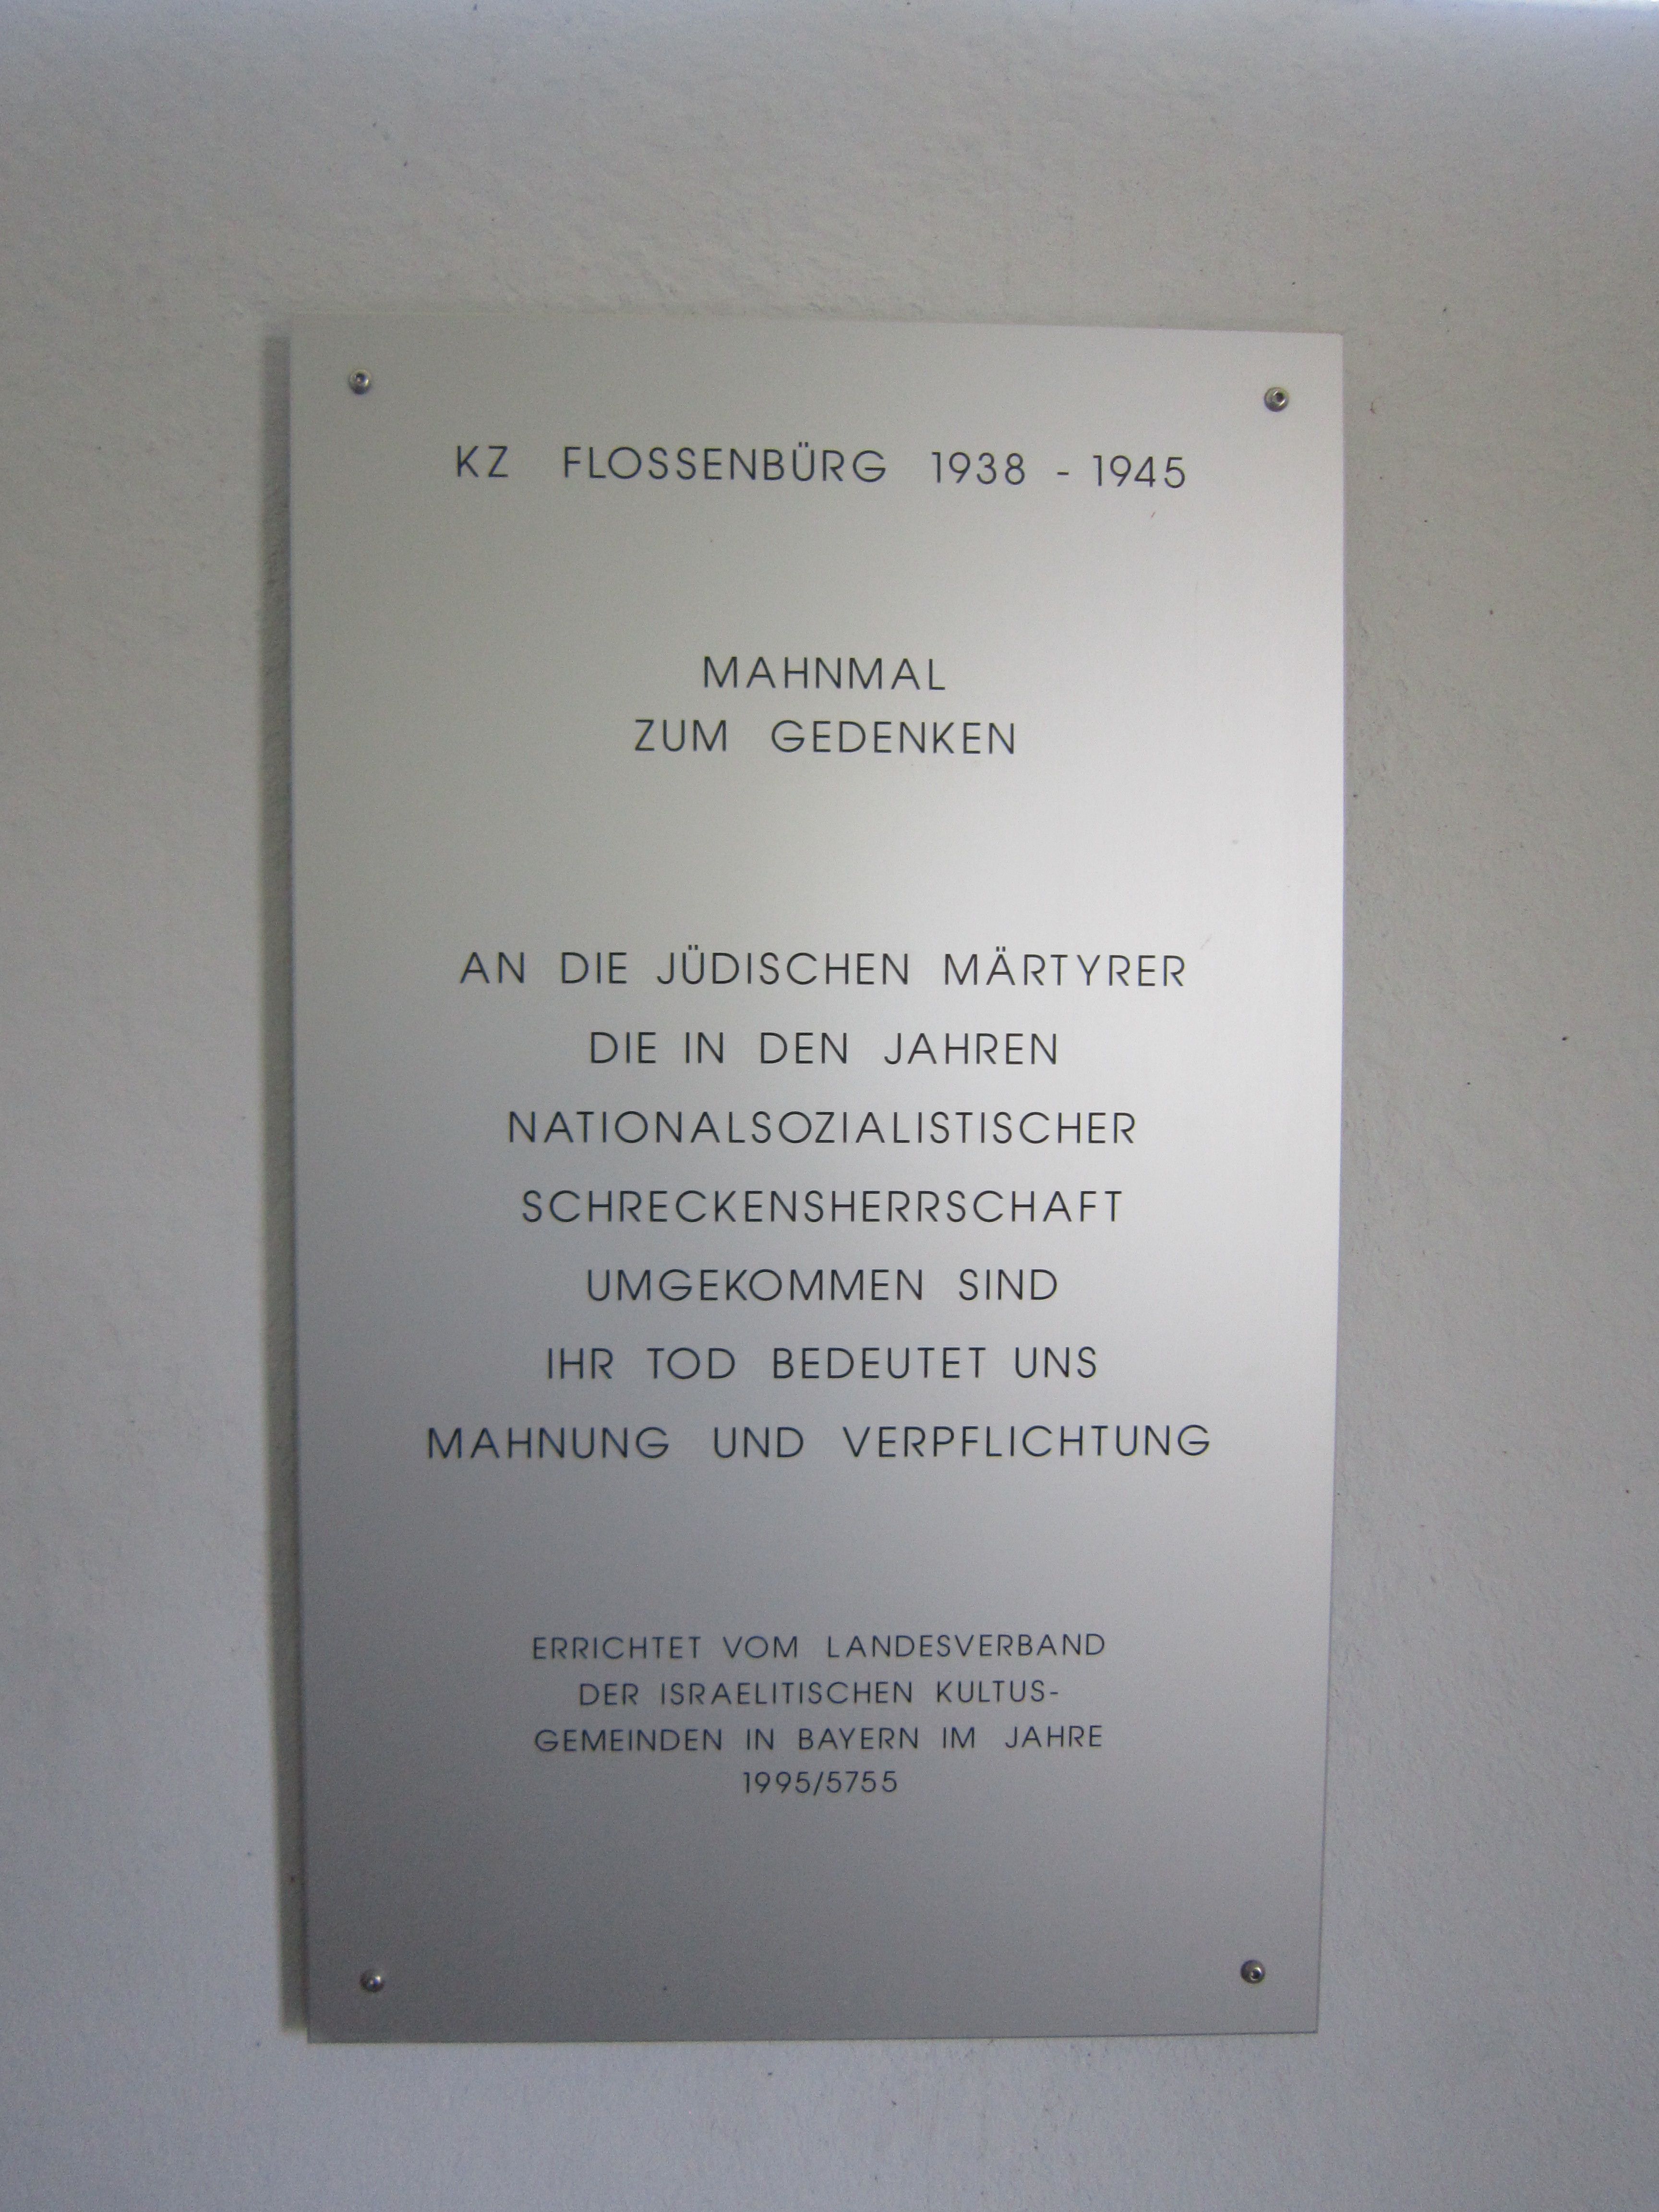 KZ FLOSSENBÜRG 1938 - 1945
MAHNMAL
ZUM GEDENKEN
AN DIE JÜDISCHEN MÄRTYRER
DIE IN DEN JAHREN
NATIONALSOZIALISTISCHER
SCHRECKENSHERRSCHAFT
UMGEKOMMEN SIND
IHR TOD BEDEUTET UNS
MAHNUNG UND VERPFLICHTUNG
ERRICHTET VOM LANDESVERBAND
DER ISRAELITISCHEN KULTUS-
GEMEINDEN IN BAYERN IM JAHRE
1995/5755